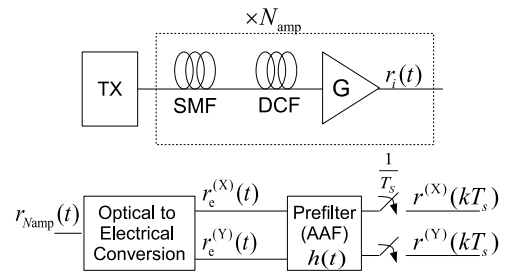 ×N_amp
TX
SMF
DCF
G
r_i(t)
r_Namp(t)
Optical to
Electrical
Conversion
r_e^(X)(t)
r_e^(Y)(t)
Prefilter
(AAF)
h(t)
1/T_s
r^(X)(kT_s)
r^(Y)(kT_s)